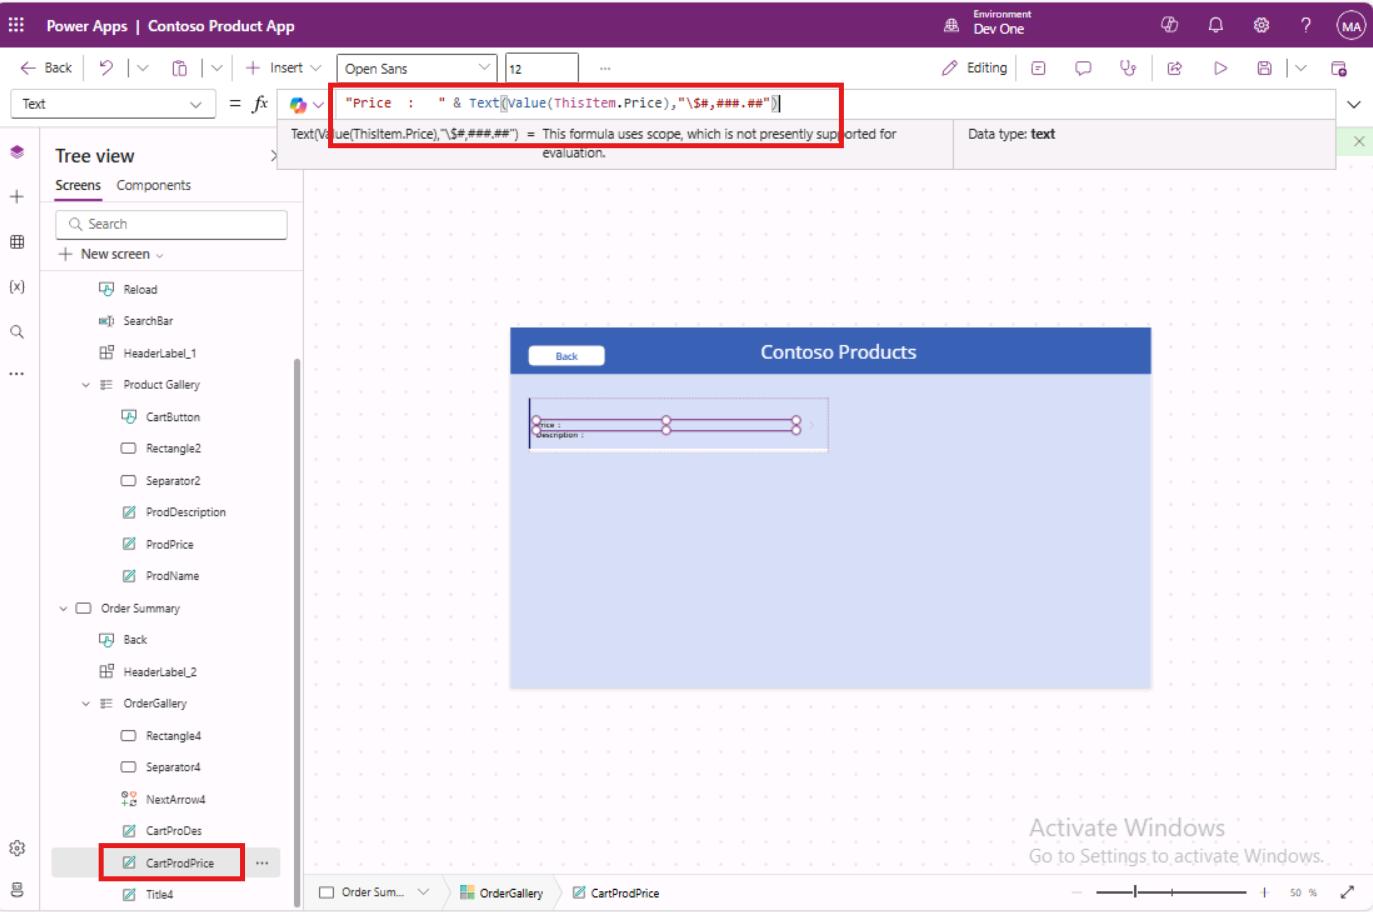 Power Apps | Contoso Product App
Environment
Dev One
MA
Back
Insert
Open Sans
12
...
Editing
Text
= fx
"Price  :   " & Text(Value(ThisItem.Price),"\$#,###.##")
Text(Value(ThisItem.Price),"\$#,###.##") = This formula uses scope, which is not presently supported for
evaluation.
Data type: text
Tree view
Screens
Components
Search
New screen
Reload
SearchBar
HeaderLabel_1
Product Gallery
CartButton
Rectangle2
Separator2
ProdDescription
ProdPrice
ProdName
Order Summary
Back
HeaderLabel_2
OrderGallery
Rectangle4
Separator4
NextArrow4
CartProDes
CartProdPrice
...
Title4
Back
Contoso Products
Price :
Description :
Activate Windows
Go to Settings to activate Windows.
Order Sum...
OrderGallery
CartProdPrice
50 %